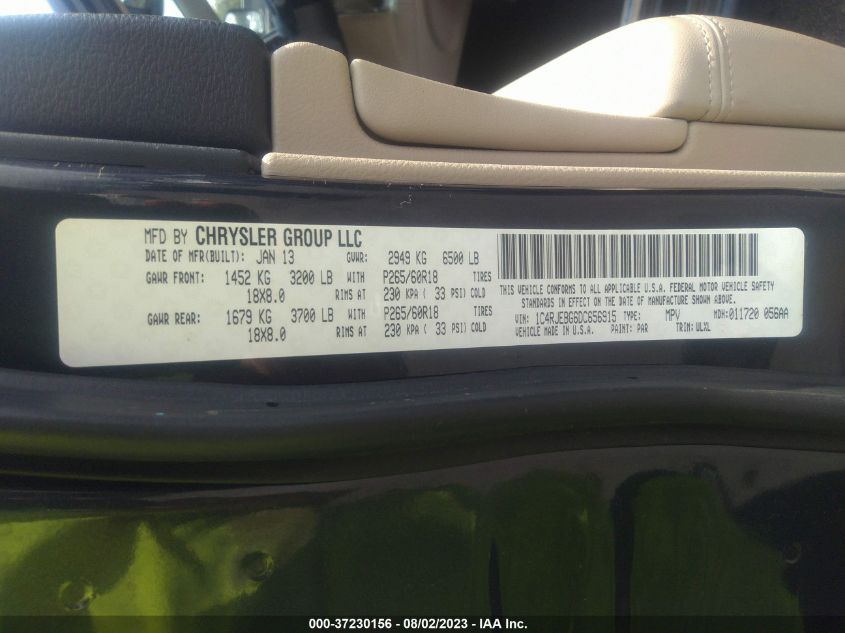 MFD BY CHRYSLER GROUP LLC
DATE OF MFR(BUILT): JAN 13 GVWR: 2949 KG 6500 LB
GAWR FRONT: 1452 KG 3200 LB WITH P265/60R18 TIRES
18X8.0 RIMS AT 230 KPA ( 33 PSI) COLD
GAWR REAR: 1679 KG 3700 LB WITH P265/60R18 TIRES
18X8.0 RIMS AT 230 KPA ( 33 PSI) COLD
THIS VEHICLE CONFORMS TO ALL APPLICABLE U.S.A. FEDERAL MOTOR VEHICLE SAFETY
STANDARDS IN EFFECT ON THE DATE OF MANUFACTURE SHOWN ABOVE.
VIN: 1C4RJEBG6DC656915 TYPE: MPV MDH:011720 056AA
VEHICLE MADE IN U.S.A. PAINT: PAR TRIM: WLXL
000-37230156 — 08/02/2023 — IAA Inc.